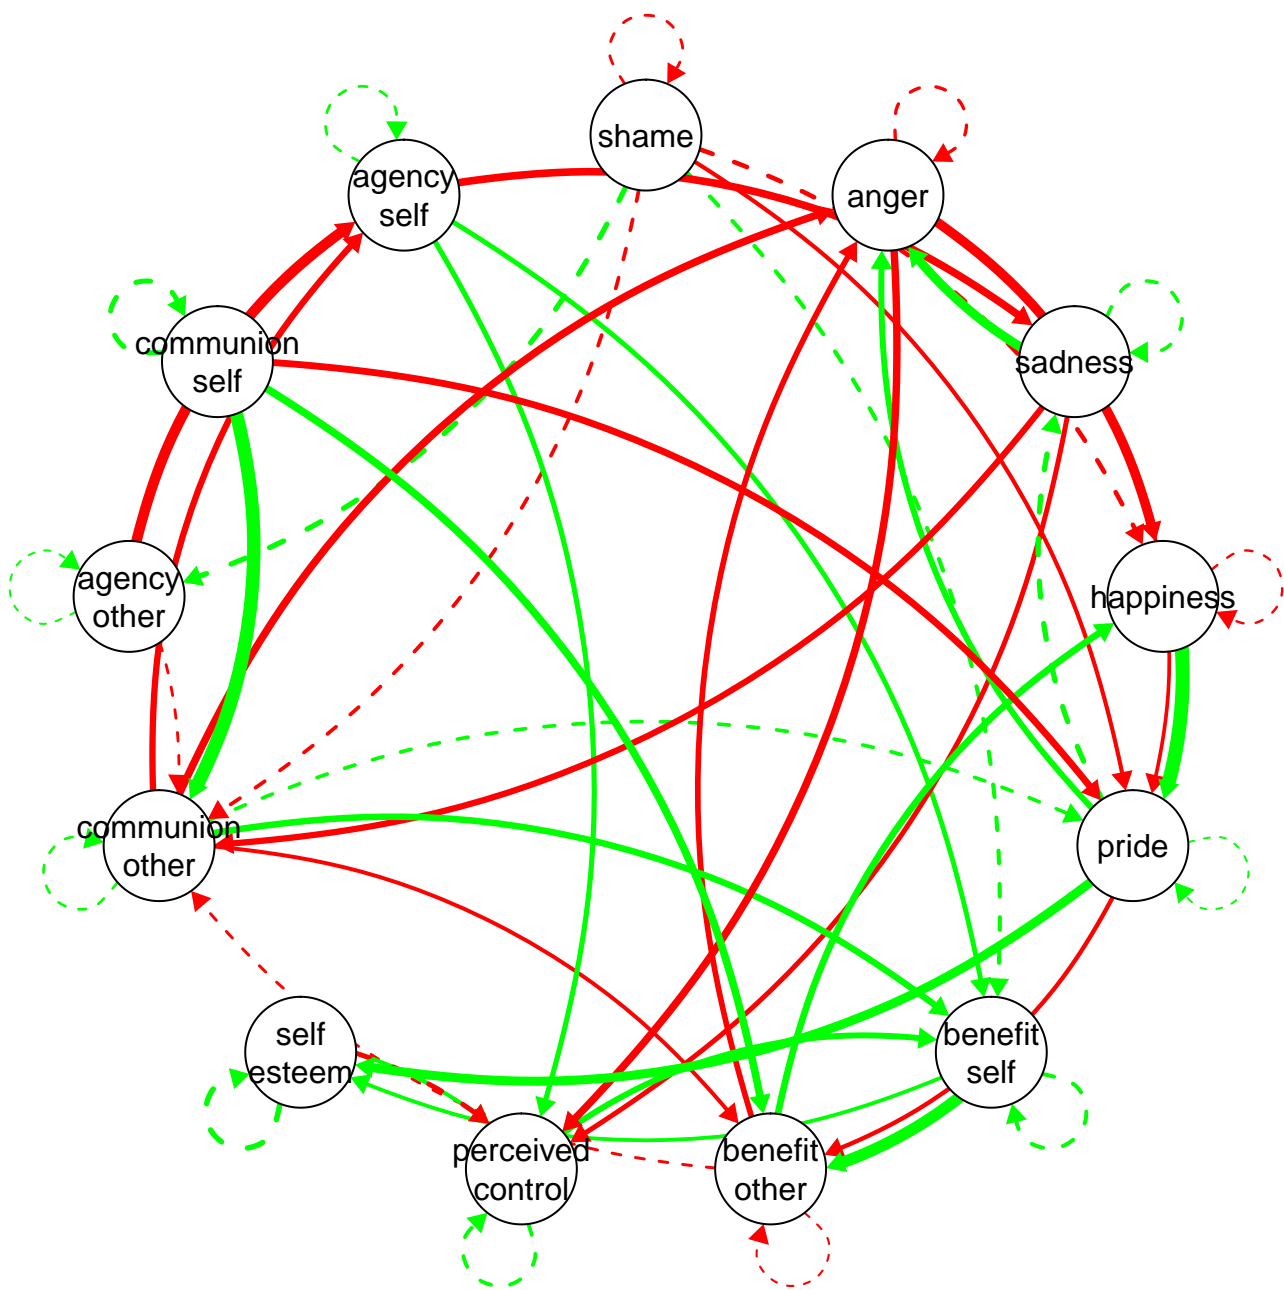 shame
agency
self
anger
communion
self
sadness
agency
other
happiness
communion
other
pride
self
esteem
benefit
self
perceived
control
benefit
other